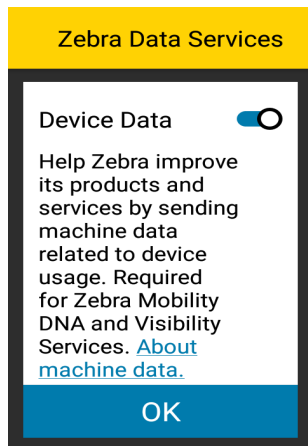 Zebra Data Services
Device Data
Help Zebra improve
its products and
services by sending
machine data
related to device
usage. Required
for Zebra Mobility
DNA and Visibility
Services. About
machine data.
OK